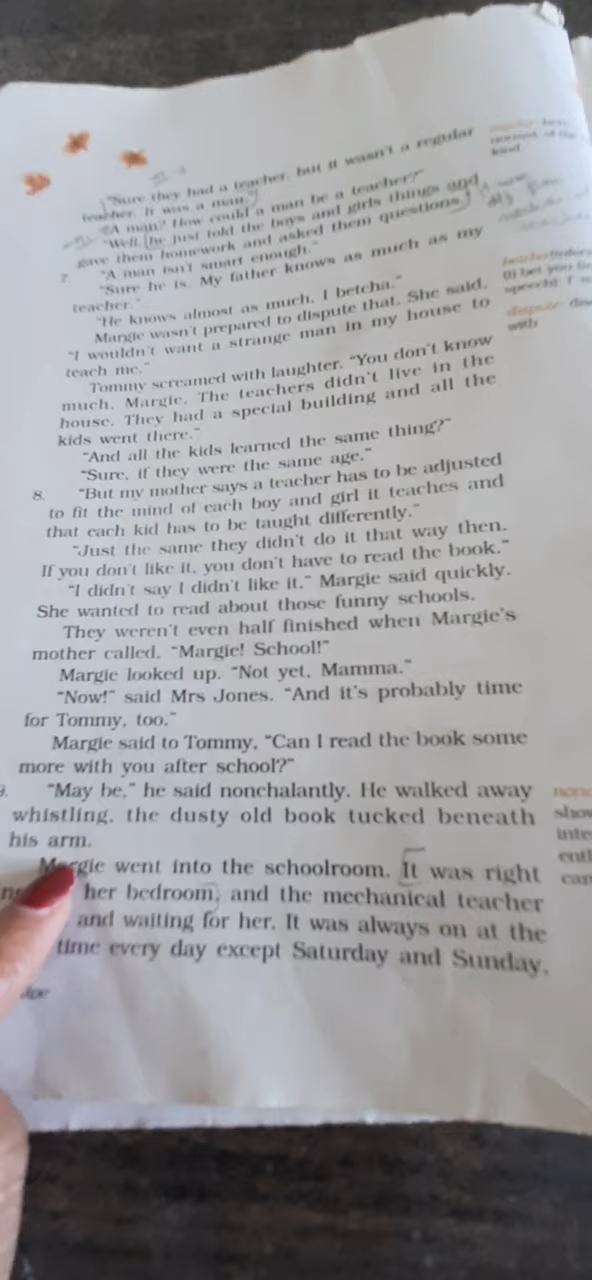 "Sure they had a teacher, but it wasn't a regular
teacher. It was a man."
"A man? How could a man be a teacher?"
"Well, he just told the boys and girls things and
gave them homework and asked them questions."
7. "A man isn't smart enough."
"Sure he is. My father knows as much as my
teacher."
"He knows almost as much, I betcha."
Margie wasn't prepared to dispute that. She said,
"I wouldn't want a strange man in my house to
teach me."
Tommy screamed with laughter. "You don't know
much, Margie. The teachers didn't live in the
house. They had a special building and all the
kids went there."
"And all the kids learned the same thing?"
"Sure, if they were the same age."
8. "But my mother says a teacher has to be adjusted
to fit the mind of each boy and girl it teaches and
that each kid has to be taught differently."
"Just the same they didn't do it that way then.
If you don't like it, you don't have to read the book."
"I didn't say I didn't like it," Margie said quickly.
She wanted to read about those funny schools.
They weren't even half finished when Margie's
mother called, "Margie! School!"
Margie looked up. "Not yet, Mamma."
"Now!" said Mrs Jones. "And it's probably time
for Tommy, too."
Margie said to Tommy, "Can I read the book some
more with you after school?"
9. "May be," he said nonchalantly. He walked away
whistling, the dusty old book tucked beneath
his arm.
Margie went into the schoolroom. It was right
her bedroom, and the mechanical teacher
and waiting for her. It was always on at the
time every day except Saturday and Sunday,
kind
dispute:
with